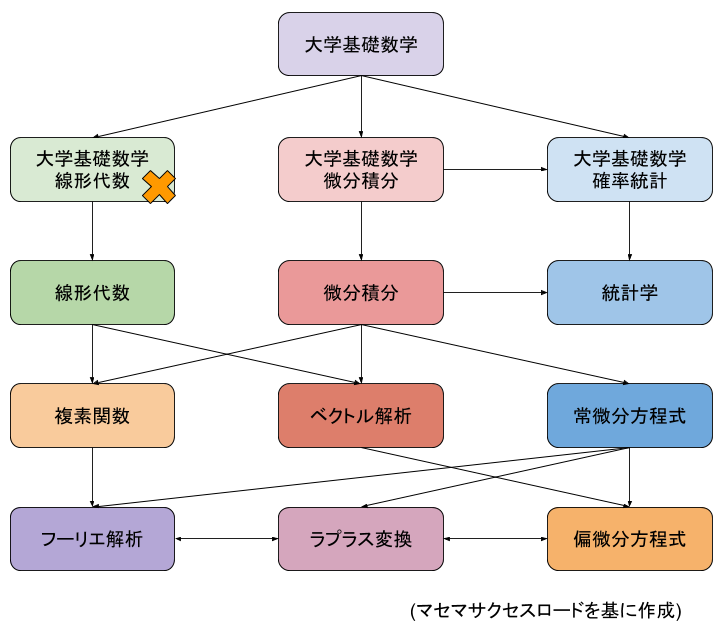 大学基礎数学
大学基礎数学
線形代数
大学基礎数学
微分積分
大学基礎数学
確率統計
線形代数
微分積分
統計学
複素関数
ベクトル解析
常微分方程式
フーリエ解析
ラプラス変換
偏微分方程式
(マセマサクセスロードを基に作成)